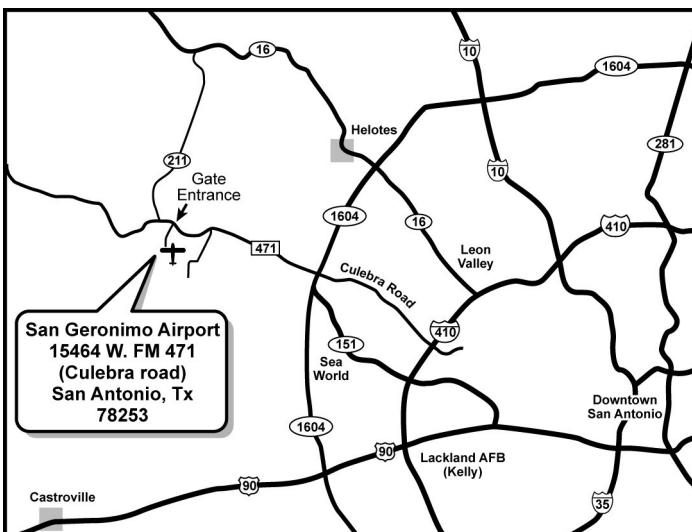 16
10
1604
Helotes
281
211
10
Gate
Entrance
1604
16
410
471
Leon
Valley
Culebra Road
San Geronimo Airport
15464 W. FM 471
(Culebra road)
San Antonio, Tx
78253
410
151
Sea
World
Downtown
San Antonio
1604
90
Lackland AFB
(Kelly)
90
Castroville
35